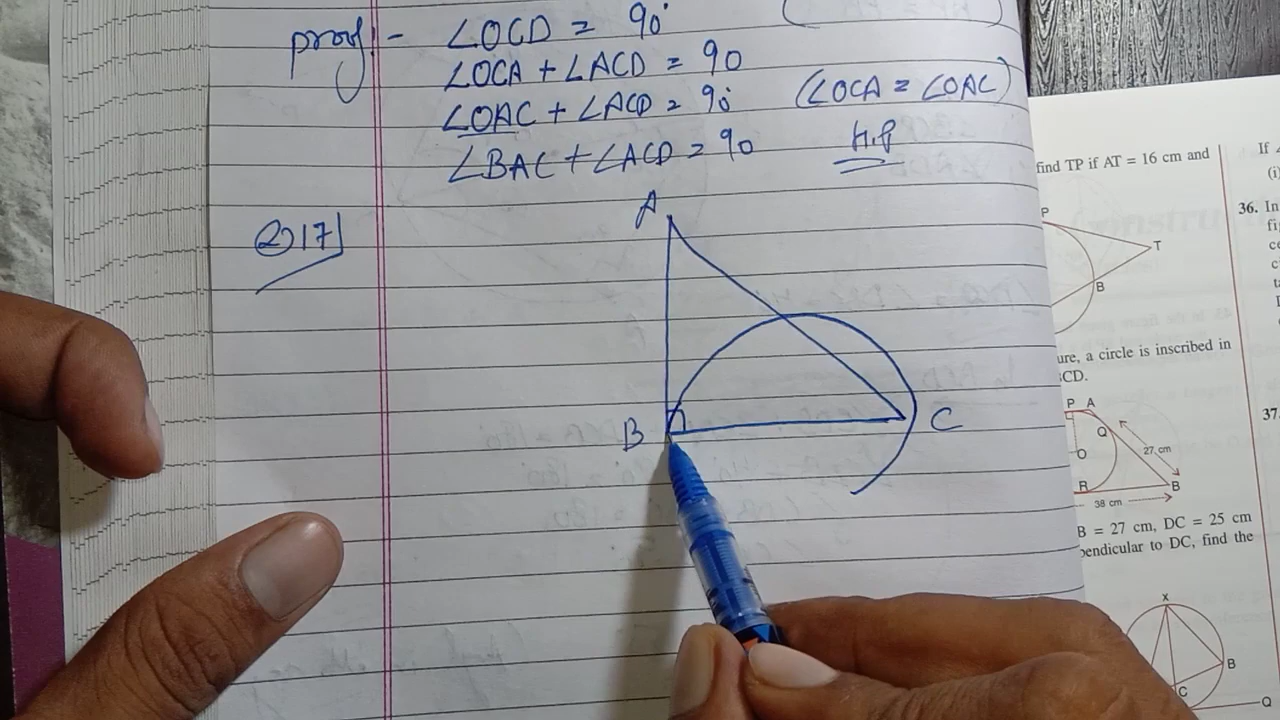 proof:- ∠OCD = 90°
∠OCA + ∠ACD = 90
∠OAC + ∠ACD = 90° (∠OCA = ∠OAC)
∠BAC + ∠ACD = 90 H.P
Q17]
A
B
C
find TP if AT = 16 cm and
P
T
B
ure, a circle is inscribed in
CD.
P A
Q
O
27 cm
R
B
38 cm
B = 27 cm, DC = 25 cm
pendicular to DC, find the
X
B
C
Q
If
(i)
36. In
fi
c
c
t
37